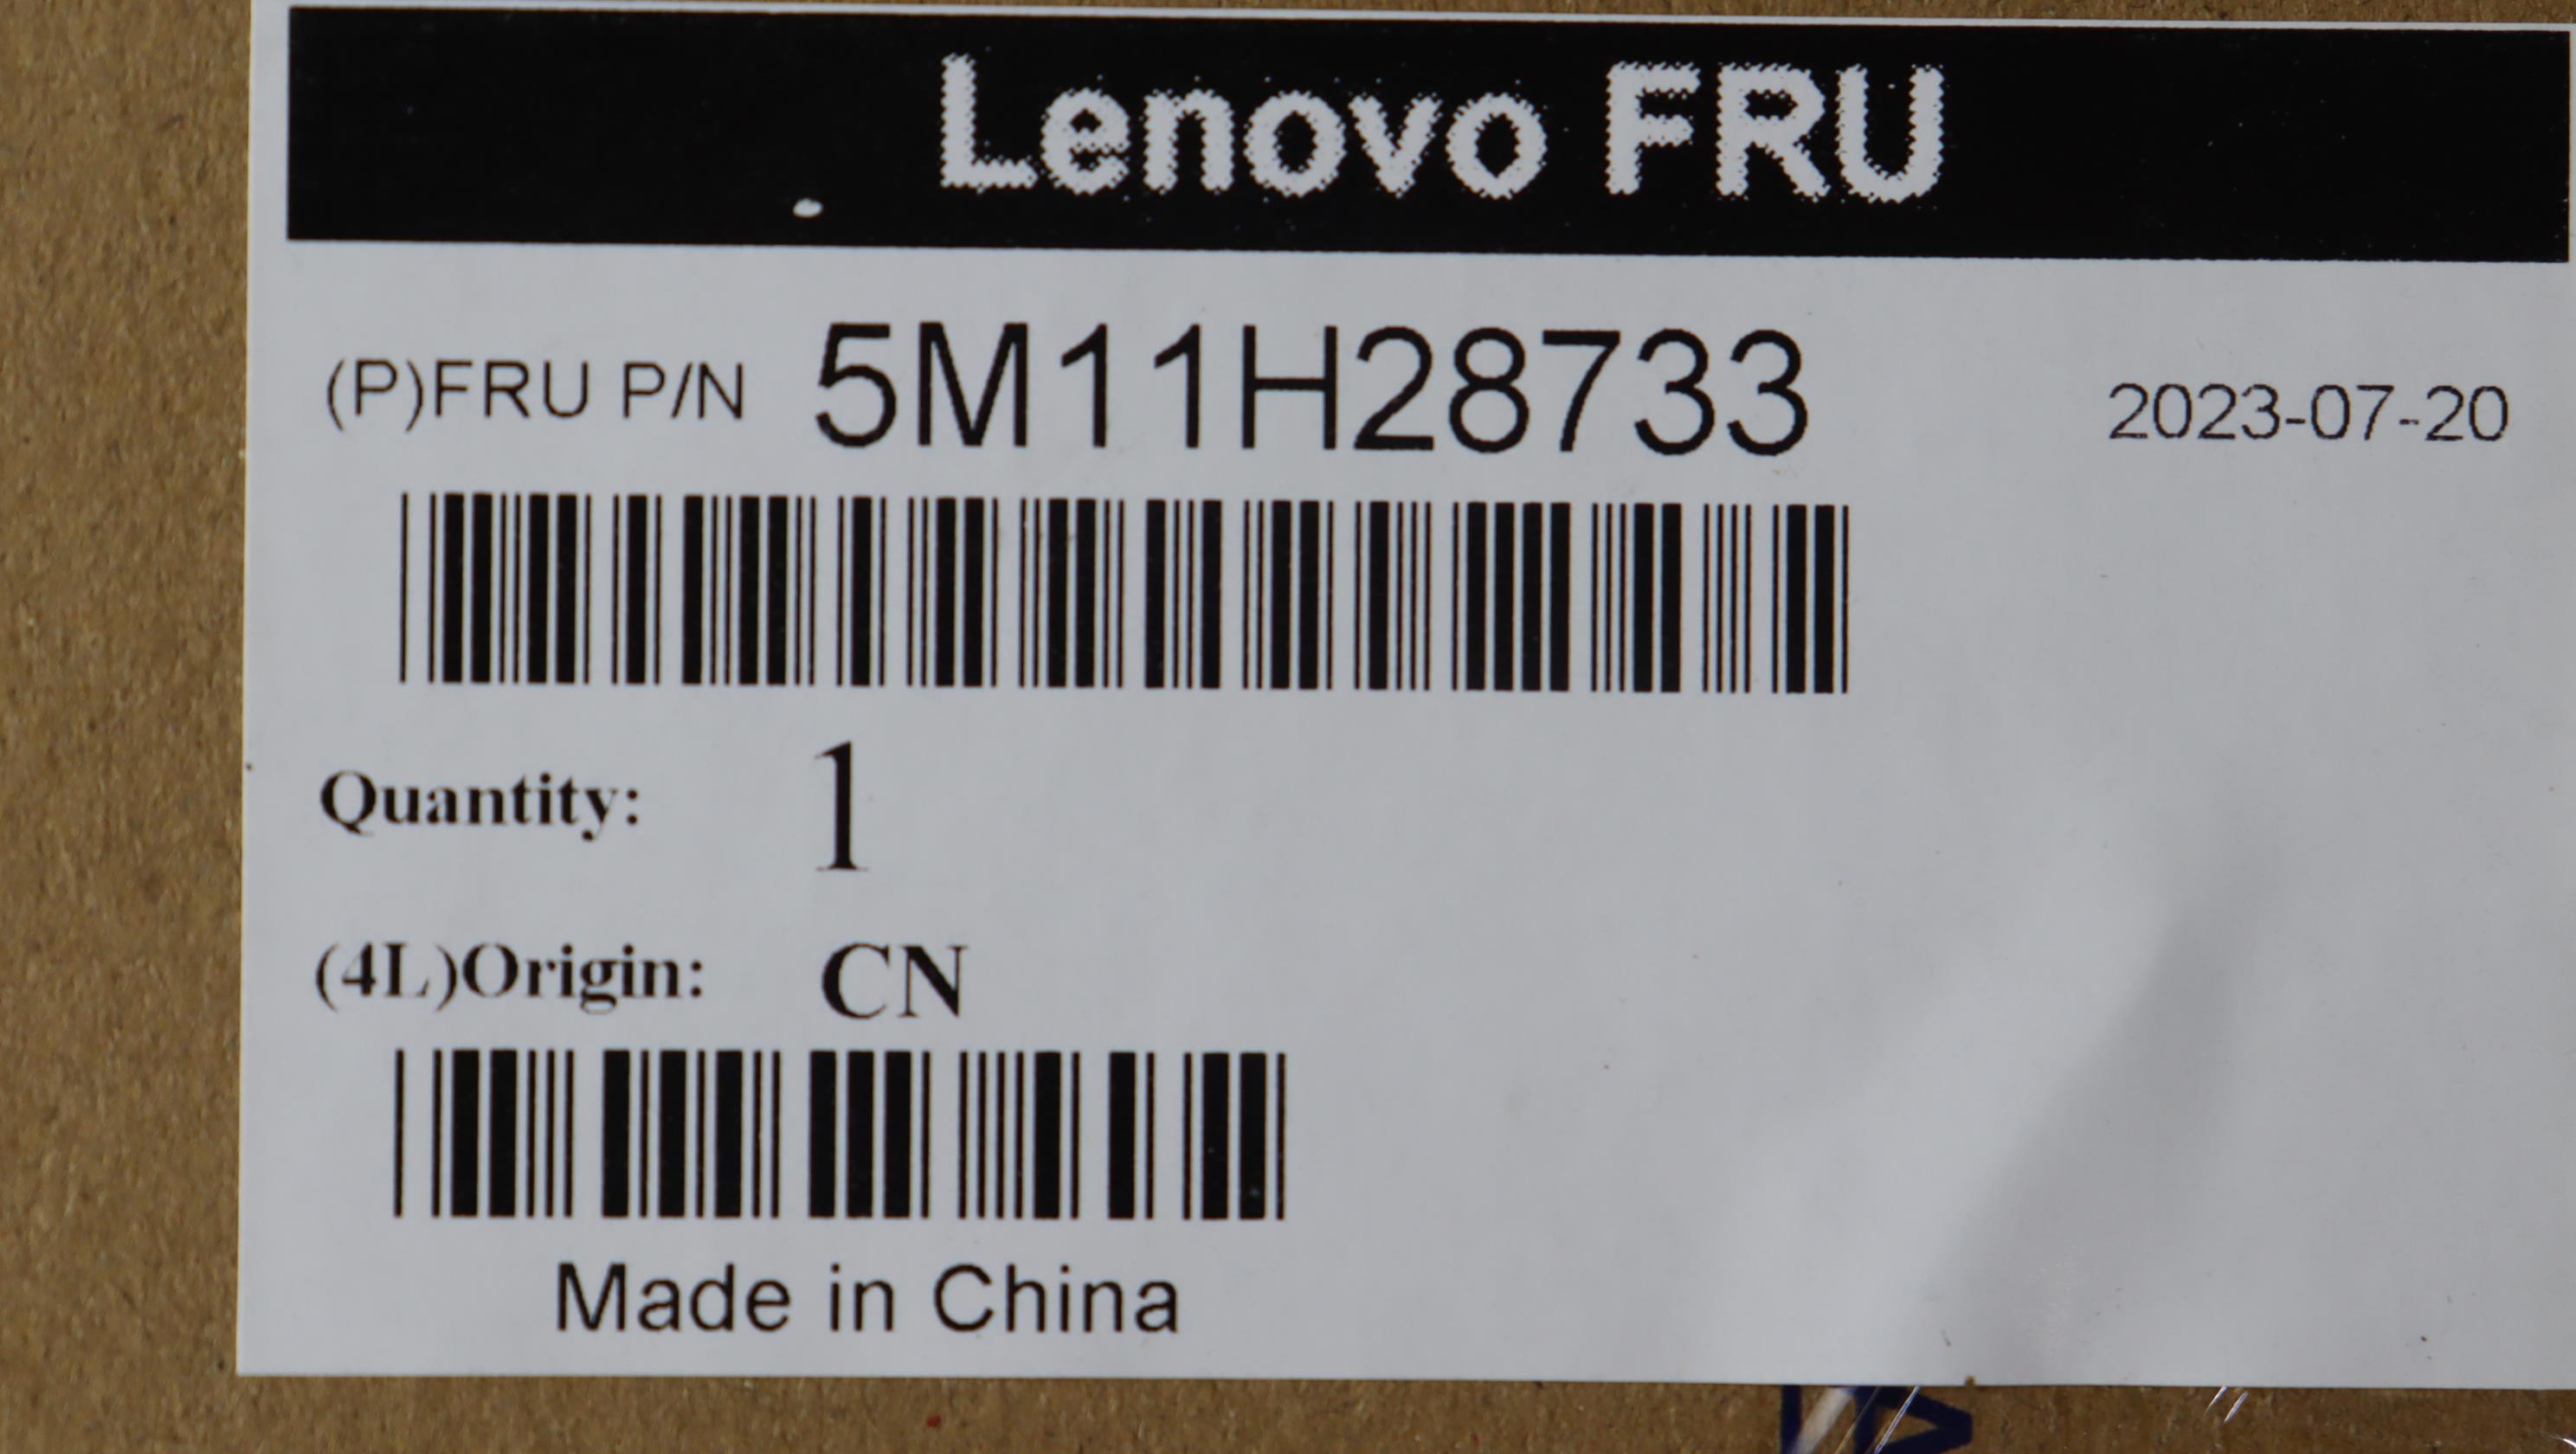 Lenovo FRU
(P)FRU P/N 5M11H28733 2023-07-20
Quantity: 1
(4L)Origin: CN
Made in China